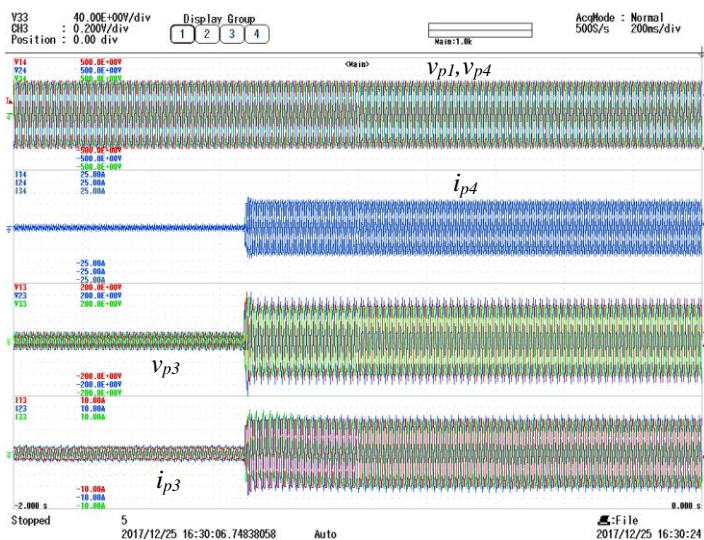 V33 40.00E+00V/div Display Group AcqMode : Normal
CH3 : 0.200V/div 1 2 3 4 500S/s 200ms/div
Position : 0.00 div Main:1.0k
V14 500.0E+00V <Main> vp1,vp4
V24 500.0E+00V
V34 500.0E+00V
-500.0E+00V
-500.0E+00V
-500.0E+00V
I14 25.00A ip4
I24 25.00A
I34 25.00A
-25.00A
-25.00A
-25.00A
V13 200.0E+00V
V23 200.0E+00V
V33 200.0E+00V
vp3
-200.0E+00V
-200.0E+00V
-200.0E+00V
I13 10.00A
I23 10.00A
I33 10.00A
ip3
-10.00A
-10.00A
-10.00A
-2.000 s 0.000 s
Stopped 5 :File
2017/12/25 16:30:06.74838058 Auto 2017/12/25 16:30:24